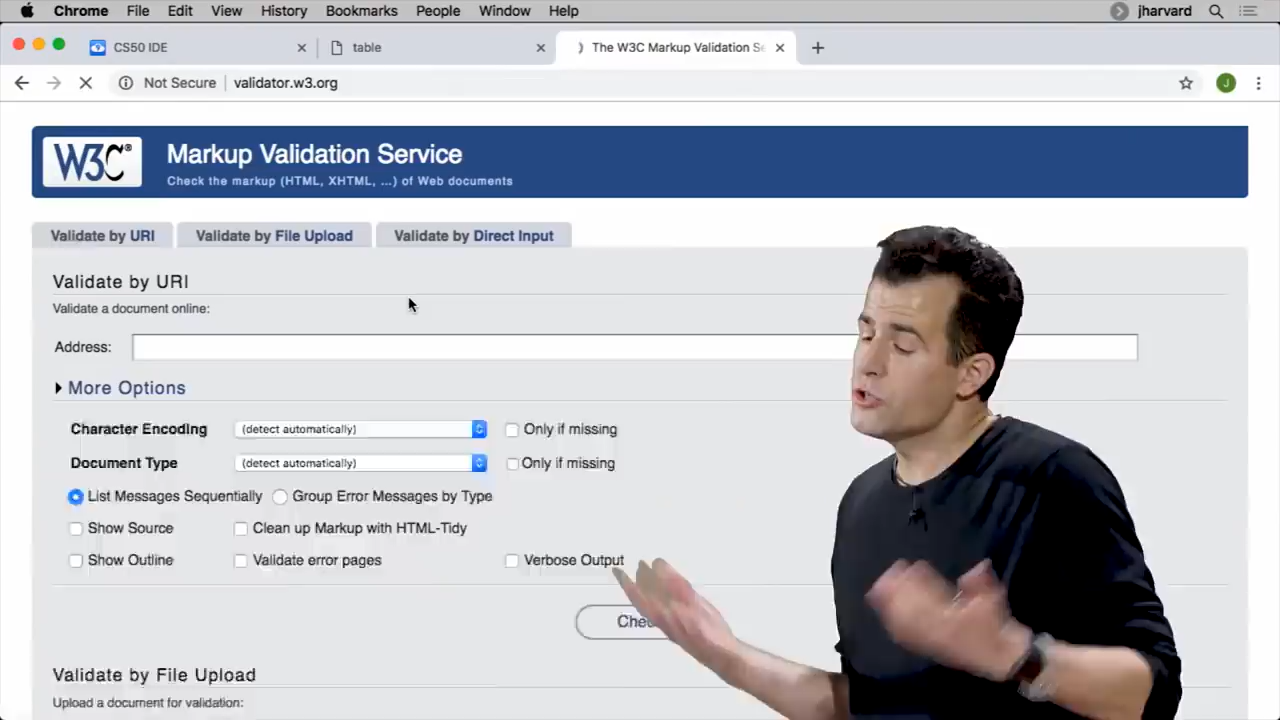 Chrome File Edit View History Bookmarks People Window Help jharvard
CS50 IDE table The W3C Markup Validation Se
Not Secure validator.w3.org J
W3C® Markup Validation Service
Check the markup (HTML, XHTML, ...) of Web documents
Validate by URI Validate by File Upload Validate by Direct Input
Validate by URI
Validate a document online:
Address:
More Options
Character Encoding (detect automatically) Only if missing
Document Type (detect automatically) Only if missing
List Messages Sequentially Group Error Messages by Type
Show Source Clean up Markup with HTML-Tidy
Show Outline Validate error pages Verbose Output
Validate by File Upload
Upload a document for validation: